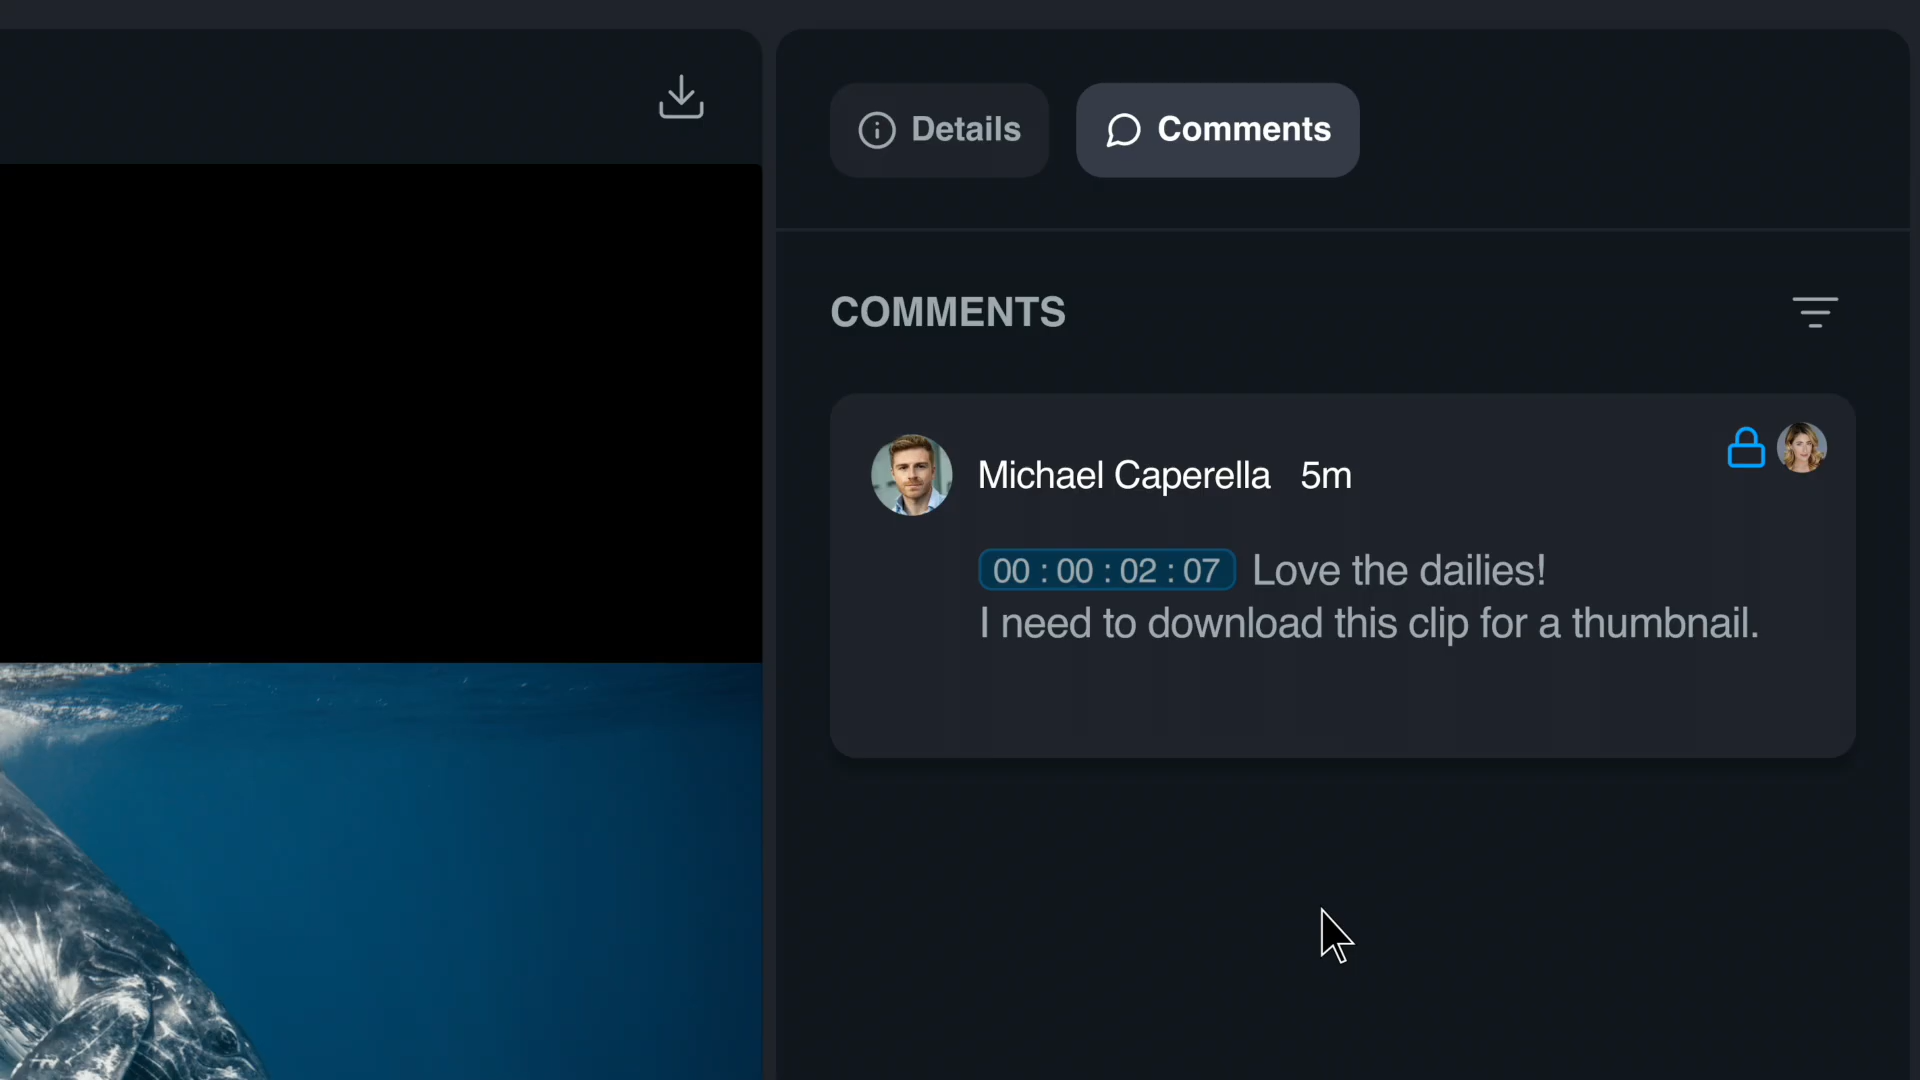 Details
Comments
COMMENTS
Michael Caperella 5m
00 : 00 : 02 : 07 Love the dailies!
I need to download this clip for a thumbnail.